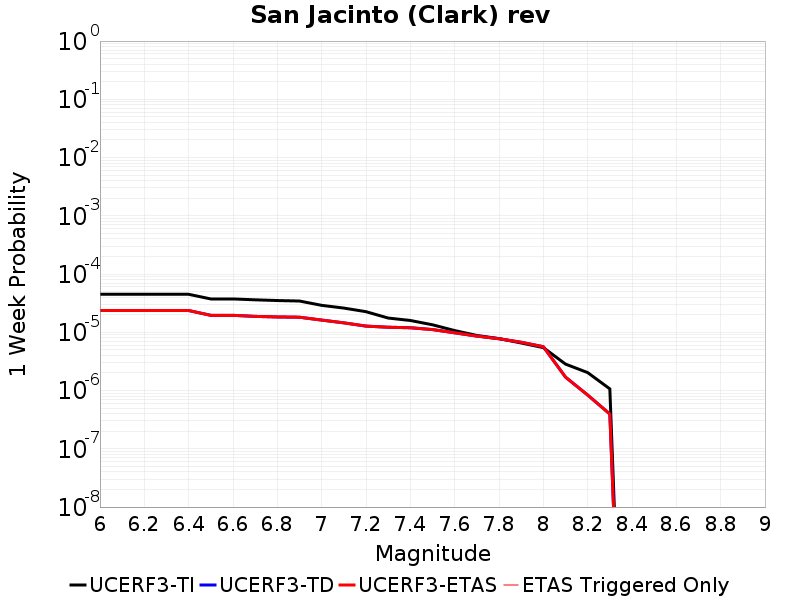 San Jacinto (Clark) rev
10^0
10^-1
10^-2
10^-3
10^-4
10^-5
10^-6
10^-7
10^-8
1 Week Probability
6 6.2 6.4 6.6 6.8 7 7.2 7.4 7.6 7.8 8 8.2 8.4 8.6 8.8 9
Magnitude
UCERF3-TI UCERF3-TD UCERF3-ETAS ETAS Triggered Only